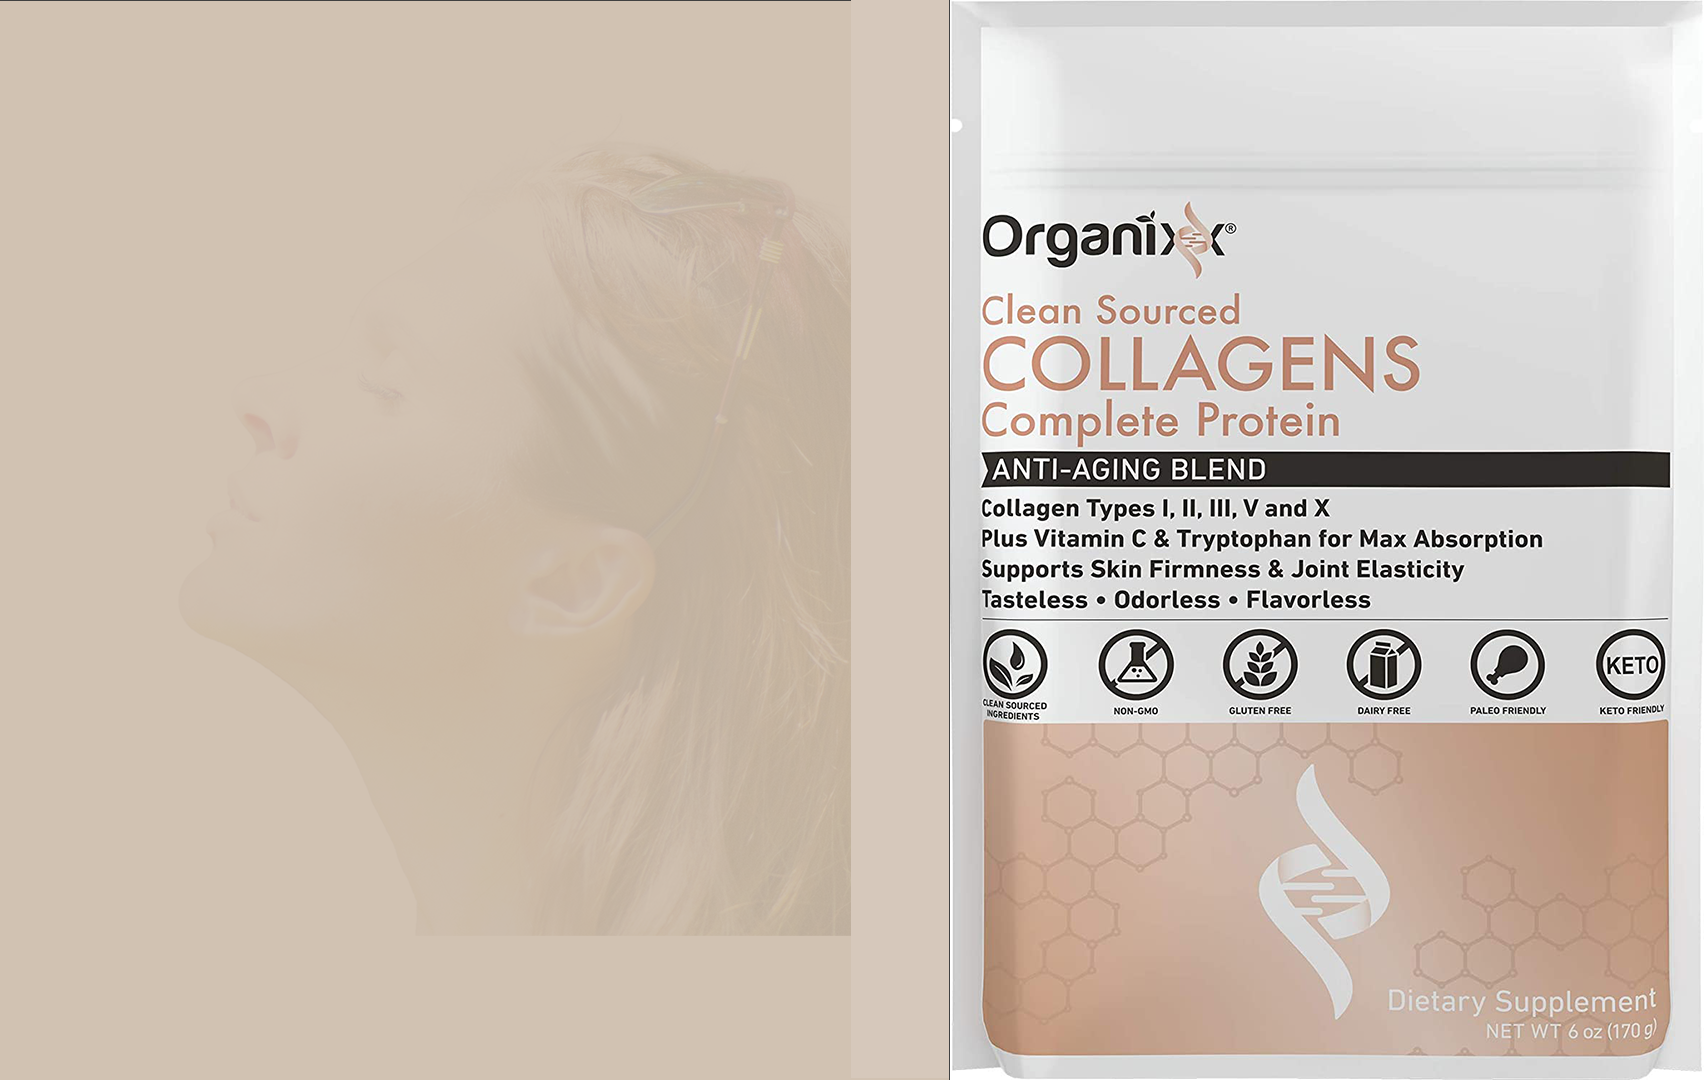 Organixx®
Clean Sourced
COLLAGENS
Complete Protein
ANTI-AGING BLEND
Collagen Types I, II, III, V and X
Plus Vitamin C & Tryptophan for Max Absorption
Supports Skin Firmness & Joint Elasticity
Tasteless • Odorless • Flavorless
KETO
CLEAN SOURCED
INGREDIENTS
NON-GMO
GLUTEN FREE
DAIRY FREE
PALEO FRIENDLY
KETO FRIENDLY
Dietary Supplement
NET WT 6 oz (170 g)